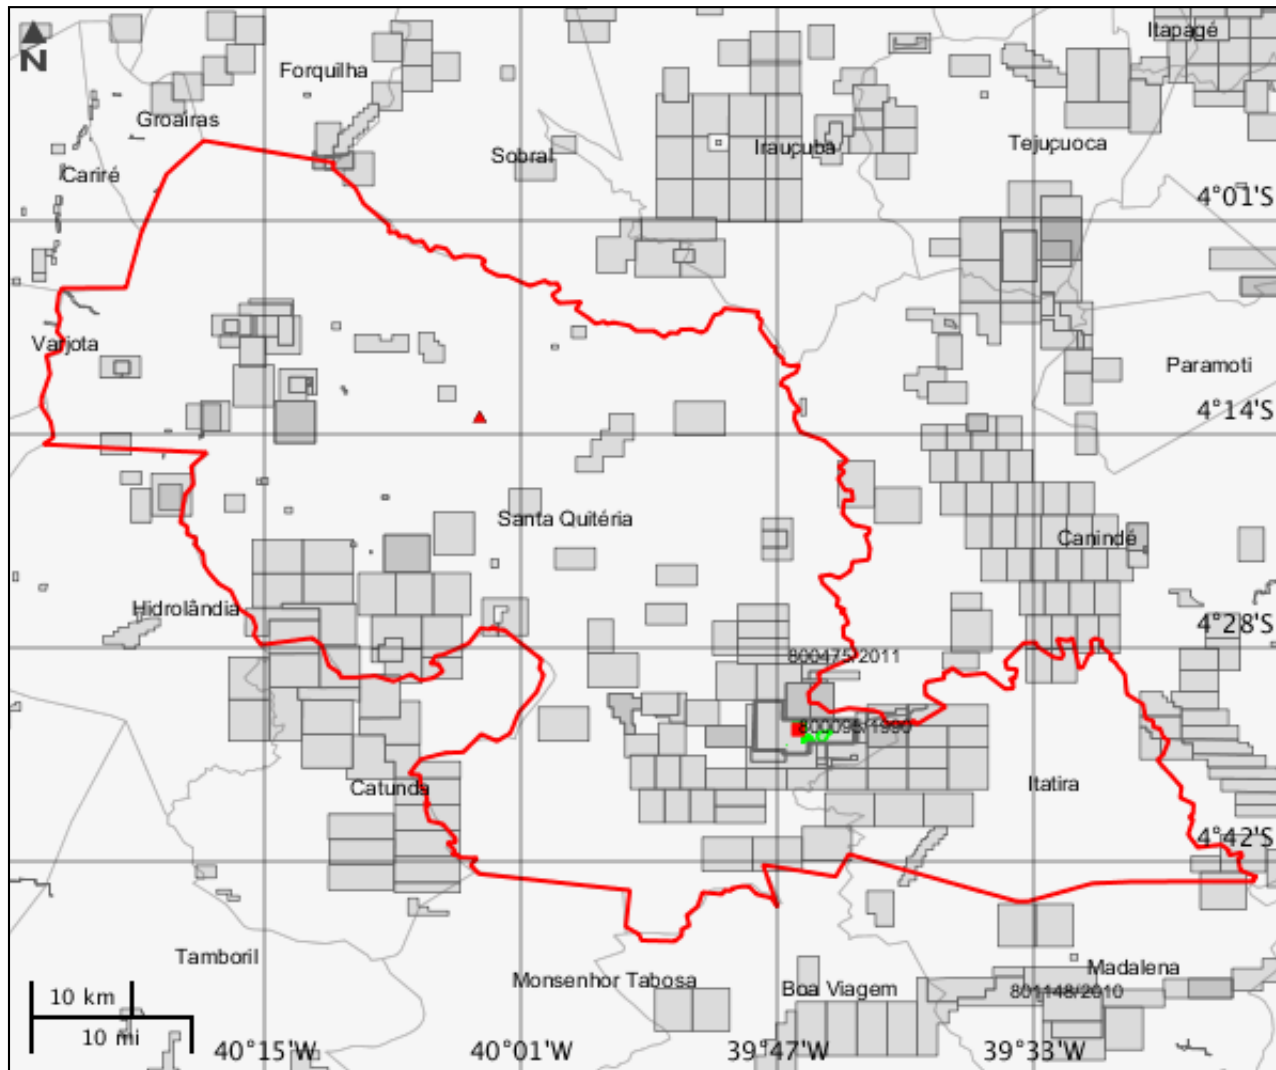 N
Itapagé
Forquilha
Groaíras
Sobral
Irauçuba
Tejuçuoca
Cariré
4°01'S
Varjota
Paramoti
4°14'S
Santa Quitéria
Canindé
Hidrolândia
4°28'S
800475/2011
800095/1990
Itatira
Catunda
4°42'S
Tamboril
Madalena
Monsenhor Tabosa
Boa Viagem
801148/2010
10 km
10 mi
40°15'W
40°01'W
39°47'W
39°33'W